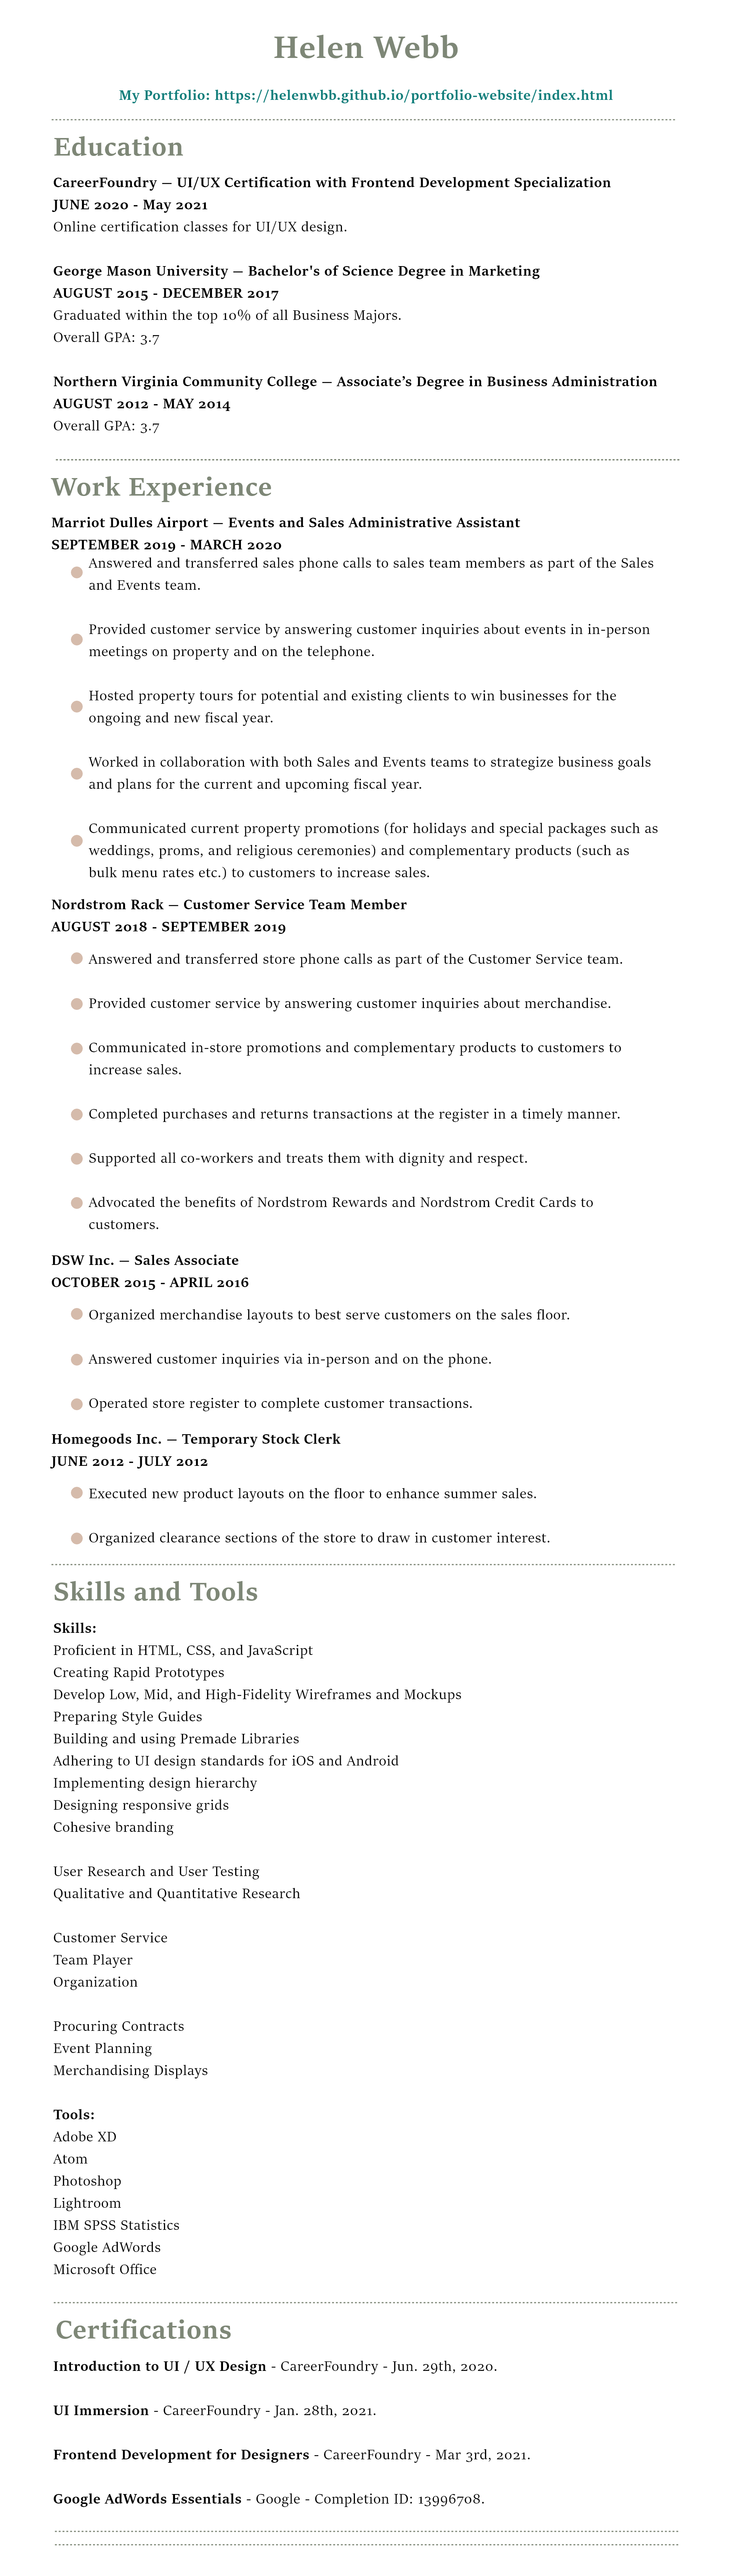 Helen Webb
My Portfolio: https://helenwbb.github.io/portfolio-website/index.html
Education
CareerFoundry — UI/UX Certification with Frontend Development Specialization
JUNE 2020 - May 2021
Online certification classes for UI/UX design.
George Mason University — Bachelor's of Science Degree in Marketing
AUGUST 2015 - DECEMBER 2017
Graduated within the top 10% of all Business Majors.
Overall GPA: 3.7
Northern Virginia Community College — Associate’s Degree in Business Administration
AUGUST 2012 - MAY 2014
Overall GPA: 3.7
Work Experience
Marriot Dulles Airport — Events and Sales Administrative Assistant
SEPTEMBER 2019 - MARCH 2020
Answered and transferred sales phone calls to sales team members as part of the Sales
and Events team.
Provided customer service by answering customer inquiries about events in in-person
meetings on property and on the telephone.
Hosted property tours for potential and existing clients to win businesses for the
ongoing and new fiscal year.
Worked in collaboration with both Sales and Events teams to strategize business goals
and plans for the current and upcoming fiscal year.
Communicated current property promotions (for holidays and special packages such as
weddings, proms, and religious ceremonies) and complementary products (such as
bulk menu rates etc.) to customers to increase sales.
Nordstrom Rack — Customer Service Team Member
AUGUST 2018 - SEPTEMBER 2019
Answered and transferred store phone calls as part of the Customer Service team.
Provided customer service by answering customer inquiries about merchandise.
Communicated in-store promotions and complementary products to customers to
increase sales.
Completed purchases and returns transactions at the register in a timely manner.
Supported all co-workers and treats them with dignity and respect.
Advocated the benefits of Nordstrom Rewards and Nordstrom Credit Cards to
customers.
DSW Inc. — Sales Associate
OCTOBER 2015 - APRIL 2016
Organized merchandise layouts to best serve customers on the sales floor.
Answered customer inquiries via in-person and on the phone.
Operated store register to complete customer transactions.
Homegoods Inc. — Temporary Stock Clerk
JUNE 2012 - JULY 2012
Executed new product layouts on the floor to enhance summer sales.
Organized clearance sections of the store to draw in customer interest.
Skills and Tools
Skills:
Proficient in HTML, CSS, and JavaScript
Creating Rapid Prototypes
Develop Low, Mid, and High-Fidelity Wireframes and Mockups
Preparing Style Guides
Building and using Premade Libraries
Adhering to UI design standards for iOS and Android
Implementing design hierarchy
Designing responsive grids
Cohesive branding
User Research and User Testing
Qualitative and Quantitative Research
Customer Service
Team Player
Organization
Procuring Contracts
Event Planning
Merchandising Displays
Tools:
Adobe XD
Atom
Photoshop
Lightroom
IBM SPSS Statistics
Google AdWords
Microsoft Office
Certifications
Introduction to UI / UX Design - CareerFoundry - Jun. 29th, 2020.
UI Immersion - CareerFoundry - Jan. 28th, 2021.
Frontend Development for Designers - CareerFoundry - Mar 3rd, 2021.
Google AdWords Essentials - Google - Completion ID: 13996708.